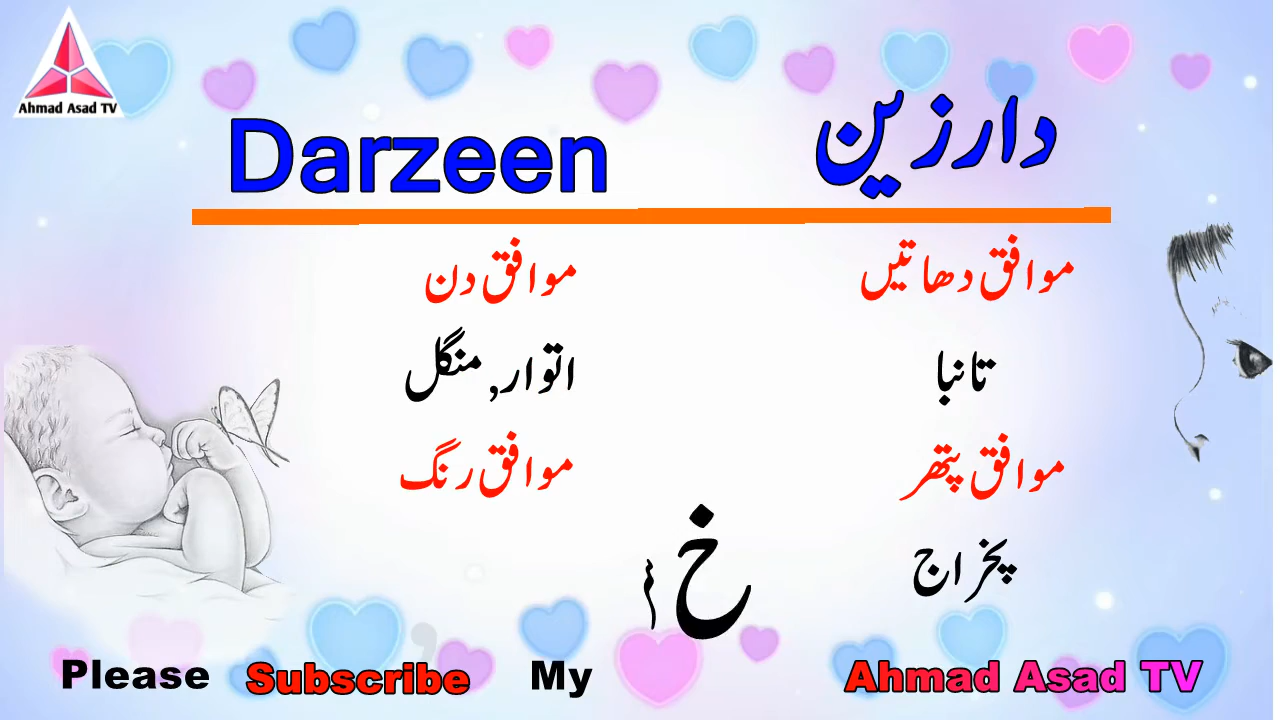 Ahmad Asad TV
Darzeen دارزین
موافق دھاتیں موافق دن
تانبا اتوار, منگل
موافق پتھر موافق رنگ
پکھراج
Please Subscribe My Ahmad Asad TV